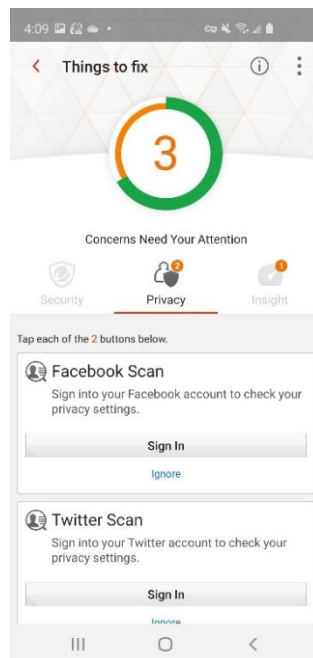 4:09
Things to fix
3
Concerns Need Your Attention
2
1
Security Privacy Insight
Tap each of the 2 buttons below.
Facebook Scan
Sign into your Facebook account to check your
privacy settings.
Sign In
Ignore
Twitter Scan
Sign into your Twitter account to check your
privacy settings.
Sign In
Ignore